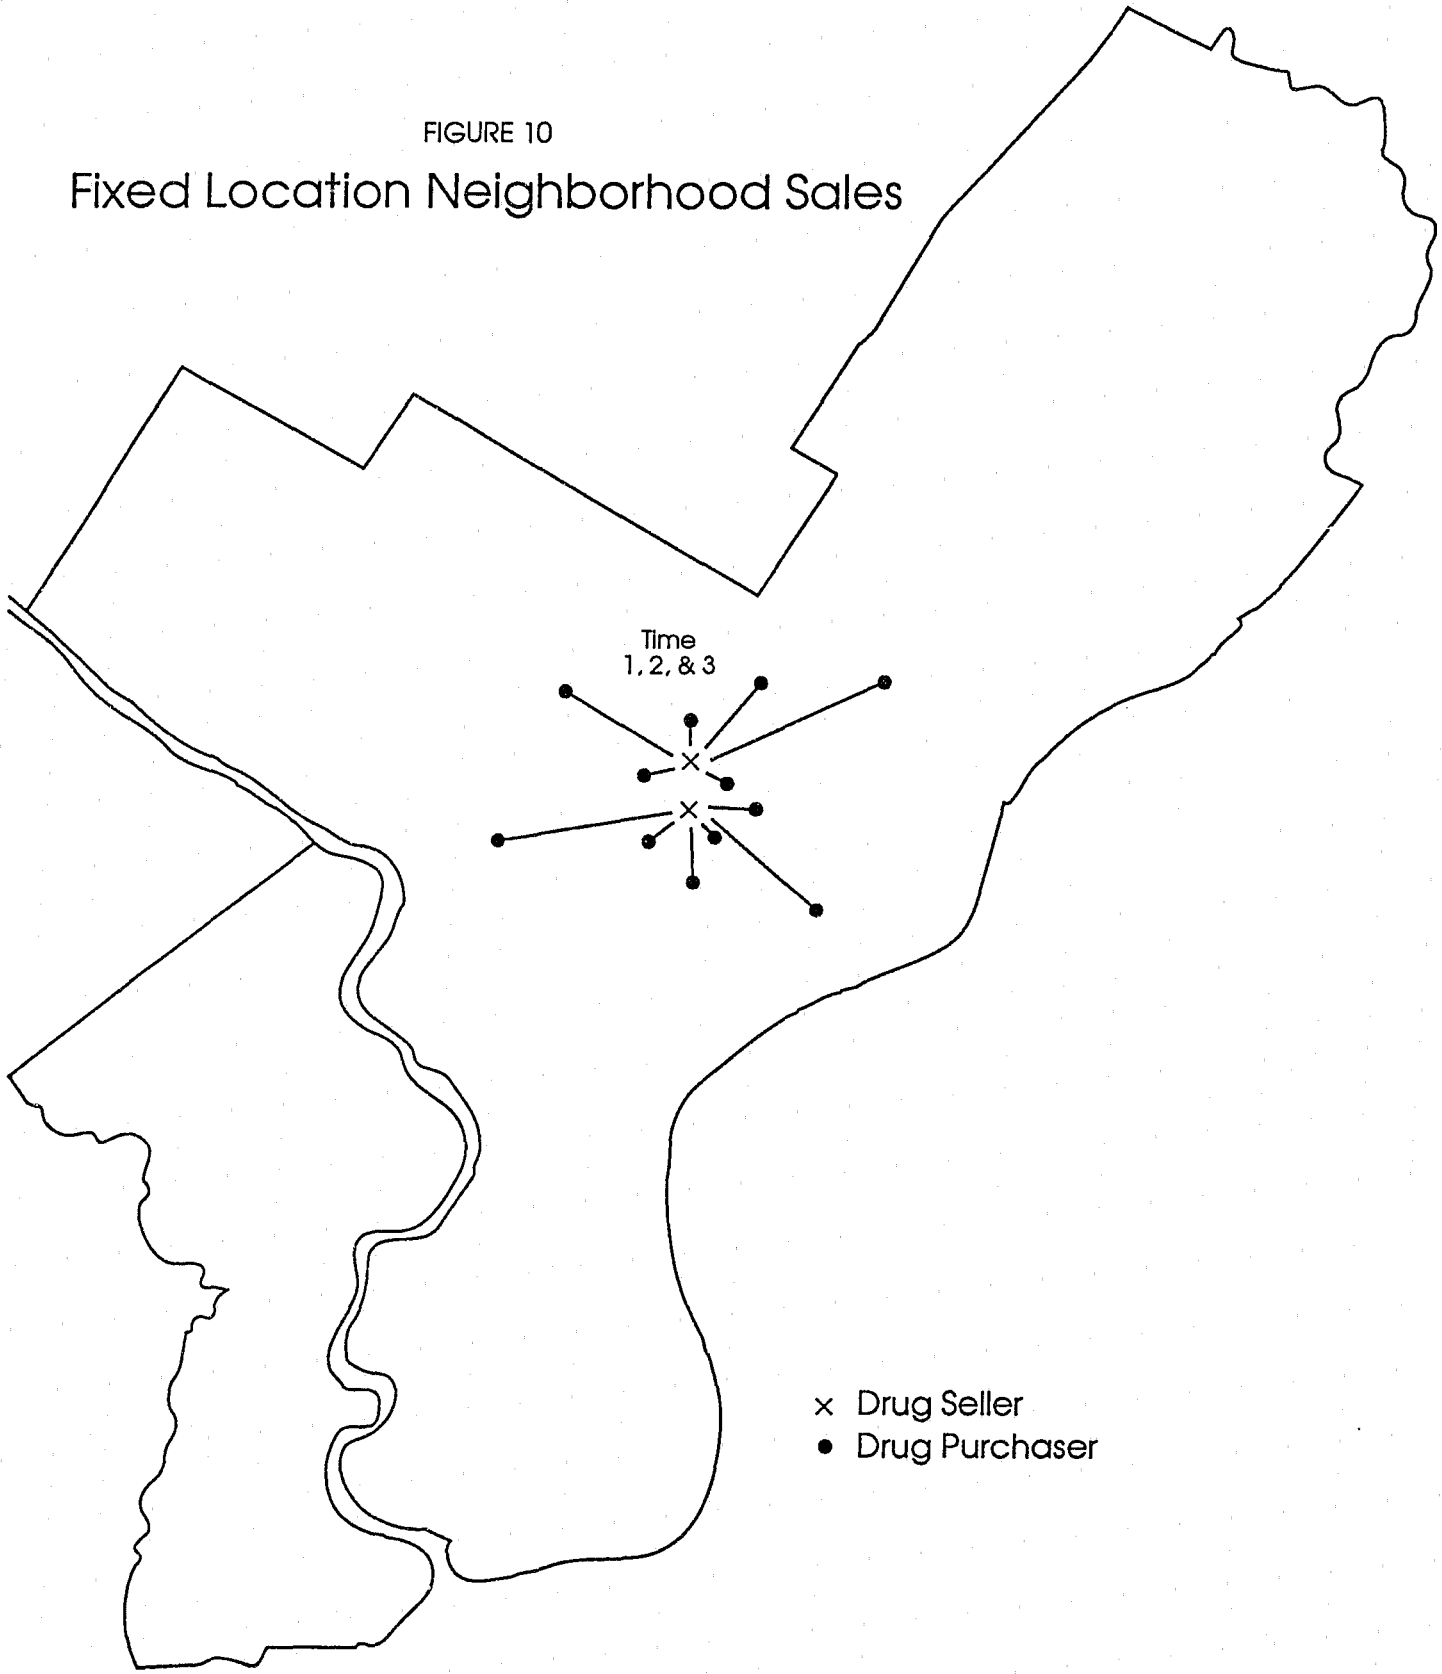 FIGURE 10
Fixed Location Neighborhood Sales
Time
1, 2, & 3
× Drug Seller
● Drug Purchaser